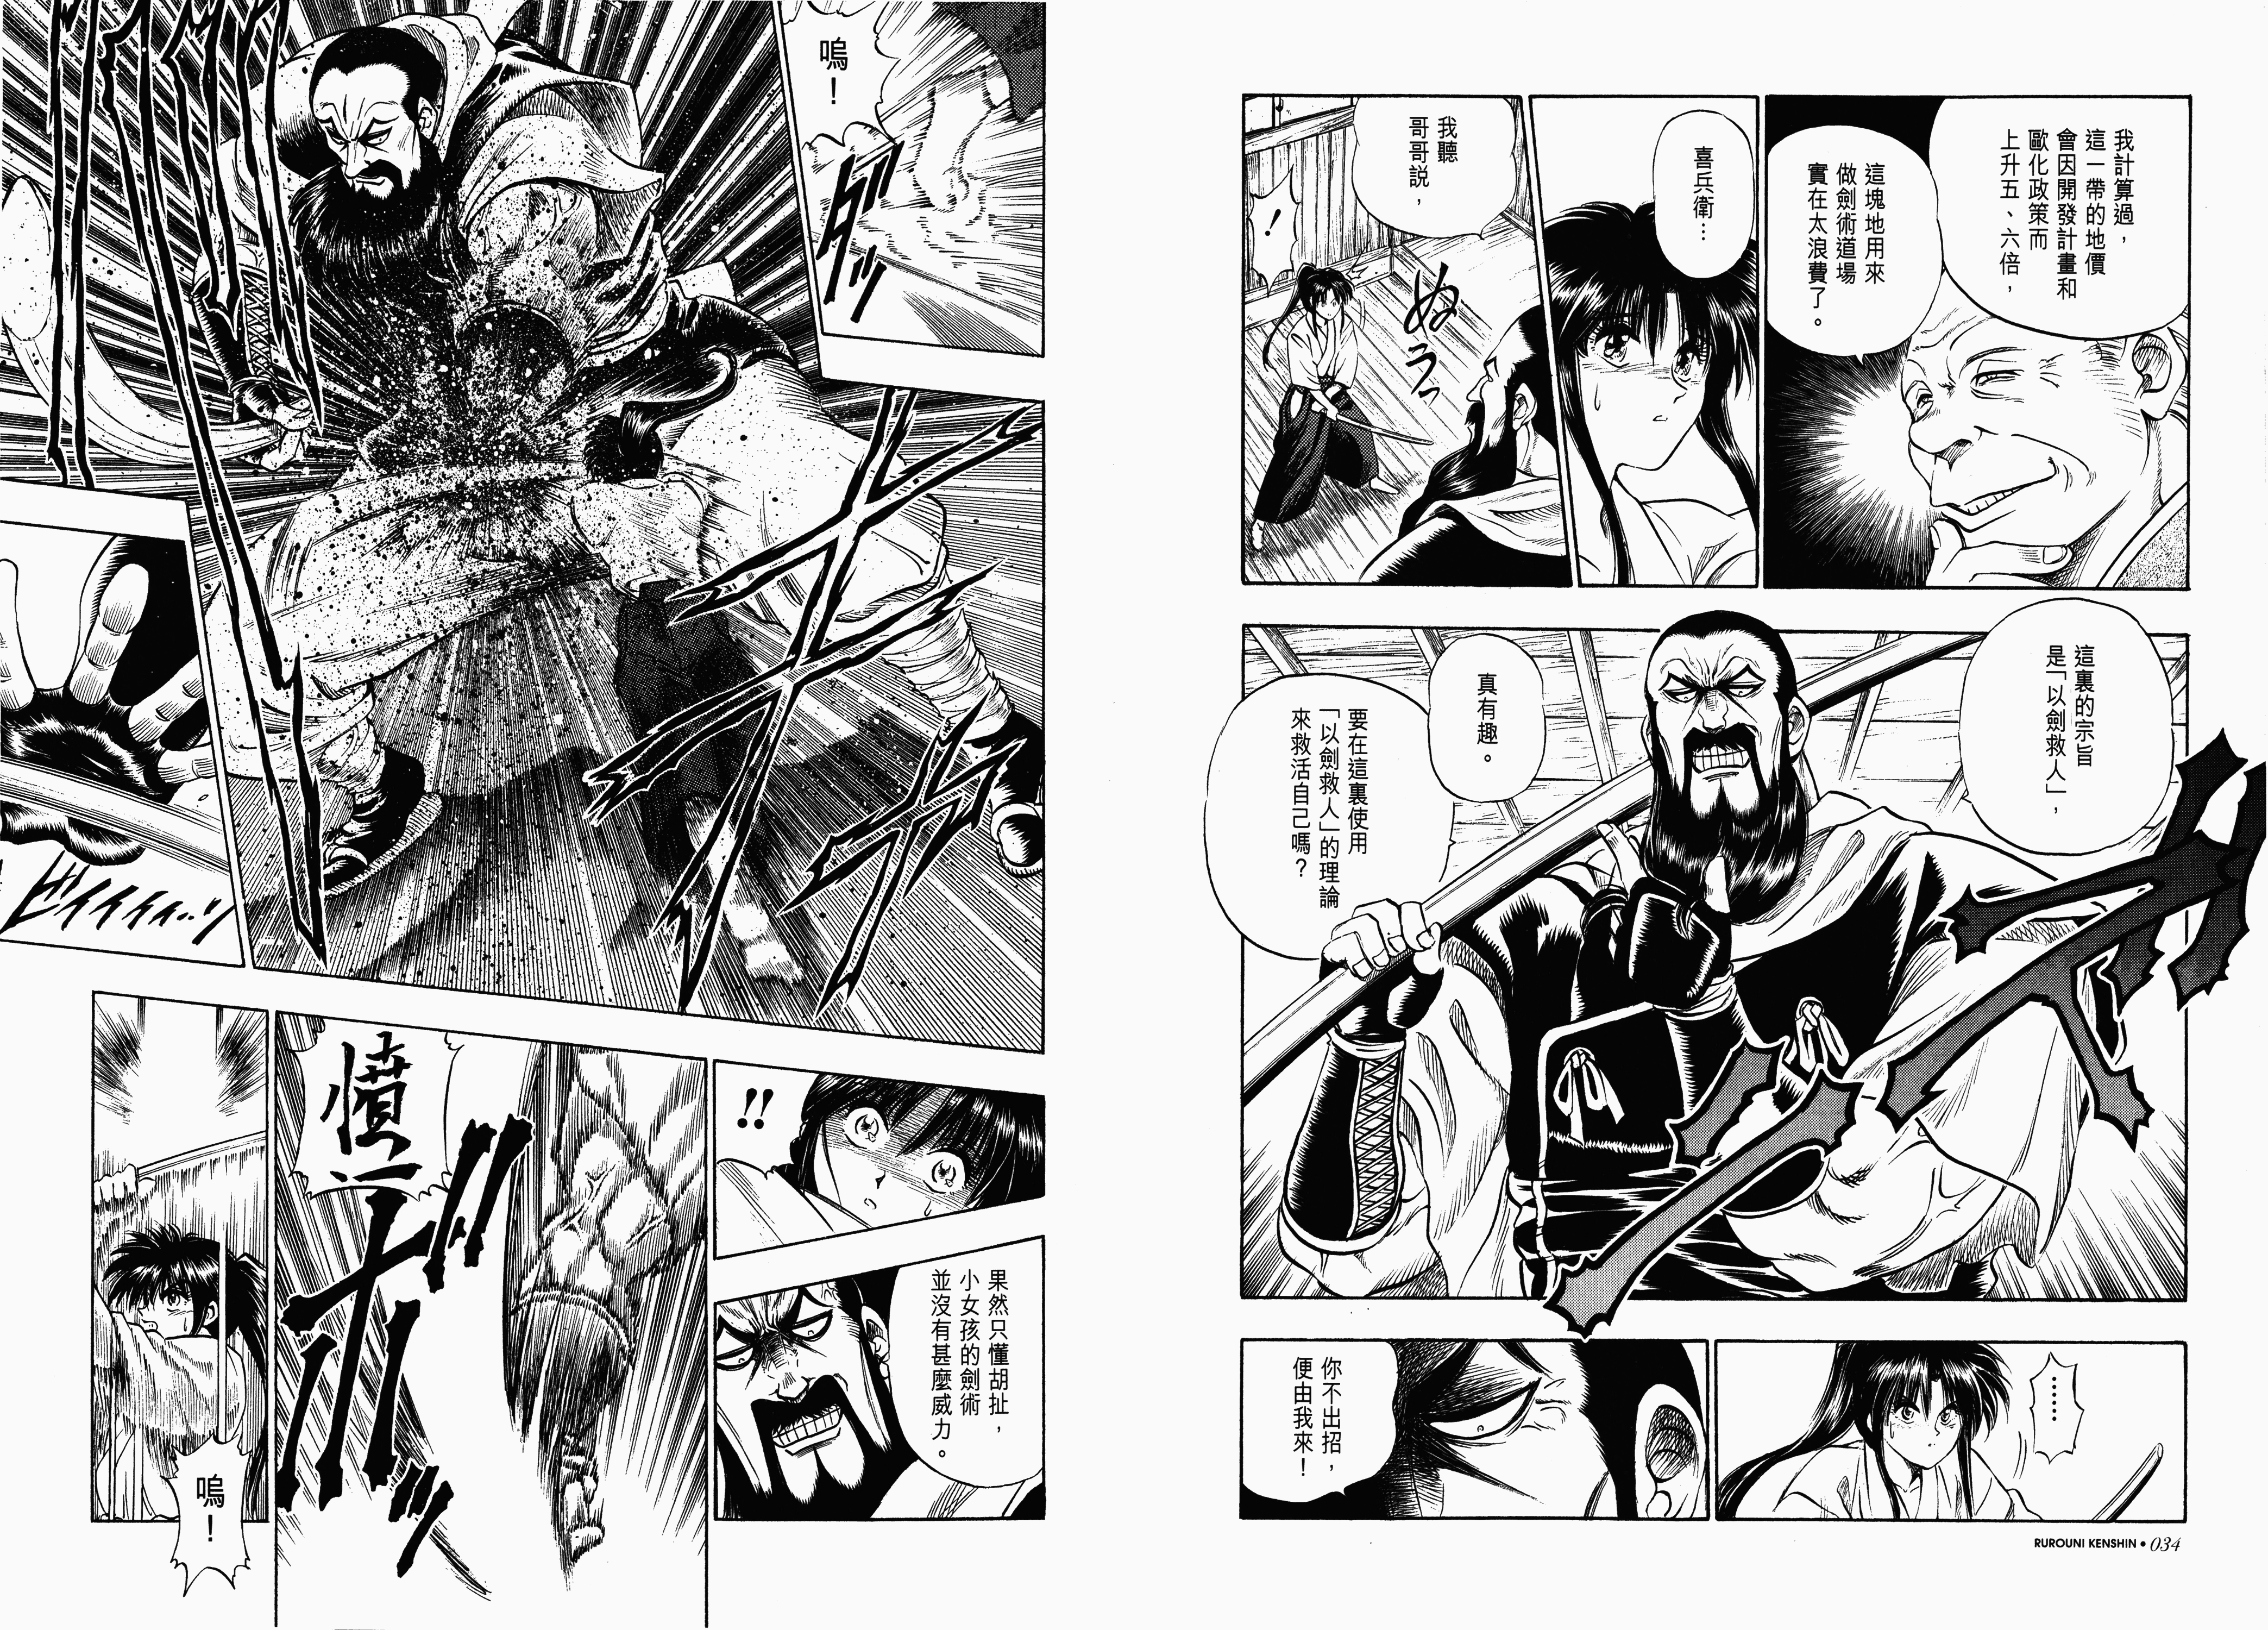 我計算過，
這一帶的地價
會因開發計畫和
歐化政策而
上升五、六倍，
這塊地用來
做劍術道場
實在太浪費了。
喜兵衛…
我聽
哥哥說，
！
ぬうっ
這裏的宗旨
是「以劍救人」，
真有趣。
要在這裏使用
「以劍救人」的理論
來救活自己嗎？
……
你不出招，
便由我來！
RUROUNI KENSHIN • 034
嗚！
ダッ
ビイイイィ…ッ
!!
果然只懂胡扯，
小女孩的劍術
並沒有甚麼威力。
憤
嗚！